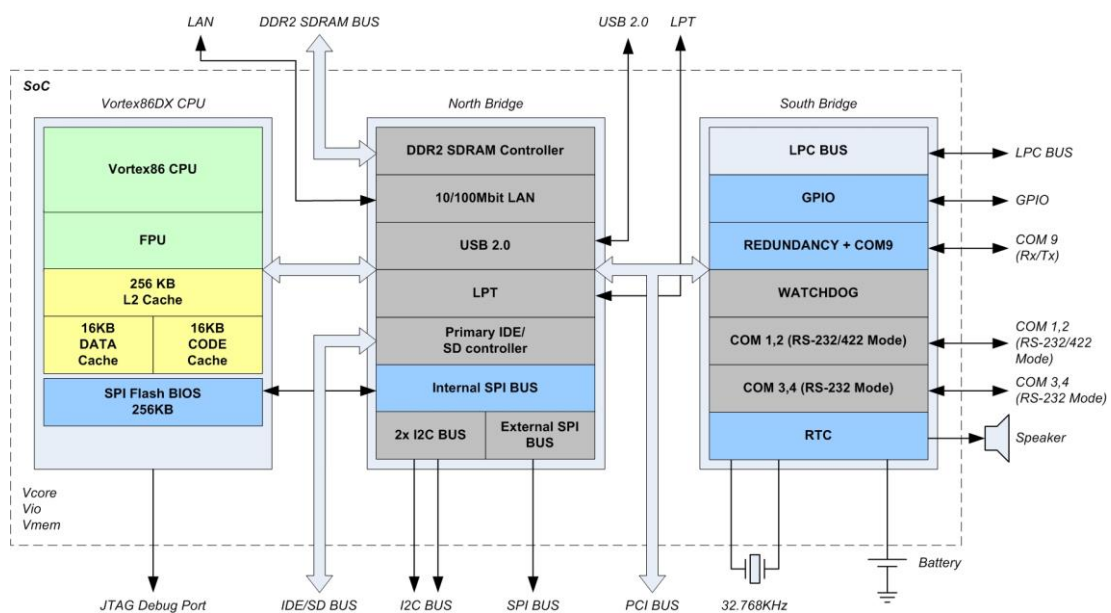 LAN
DDR2 SDRAM BUS
USB 2.0
LPT
SoC
Vortex86DX CPU
North Bridge
South Bridge
Vortex86 CPU
FPU
256 KB
L2 Cache
16KB
DATA
Cache
16KB
CODE
Cache
SPI Flash BIOS
256KB
DDR2 SDRAM Controller
10/100Mbit LAN
USB 2.0
LPT
Primary IDE/
SD controller
Internal SPI BUS
2x I2C BUS
External SPI
BUS
LPC BUS
GPIO
REDUNDANCY + COM9
WATCHDOG
COM 1,2 (RS-232/422 Mode)
COM 3,4 (RS-232 Mode)
RTC
LPC BUS
GPIO
COM 9
(Rx/Tx)
COM 1,2
(RS-232/422
Mode)
COM 3,4
(RS-232 Mode)
Speaker
Vcore
Vio
Vmem
Battery
JTAG Debug Port
IDE/SD BUS
I2C BUS
SPI BUS
PCI BUS
32.768KHz